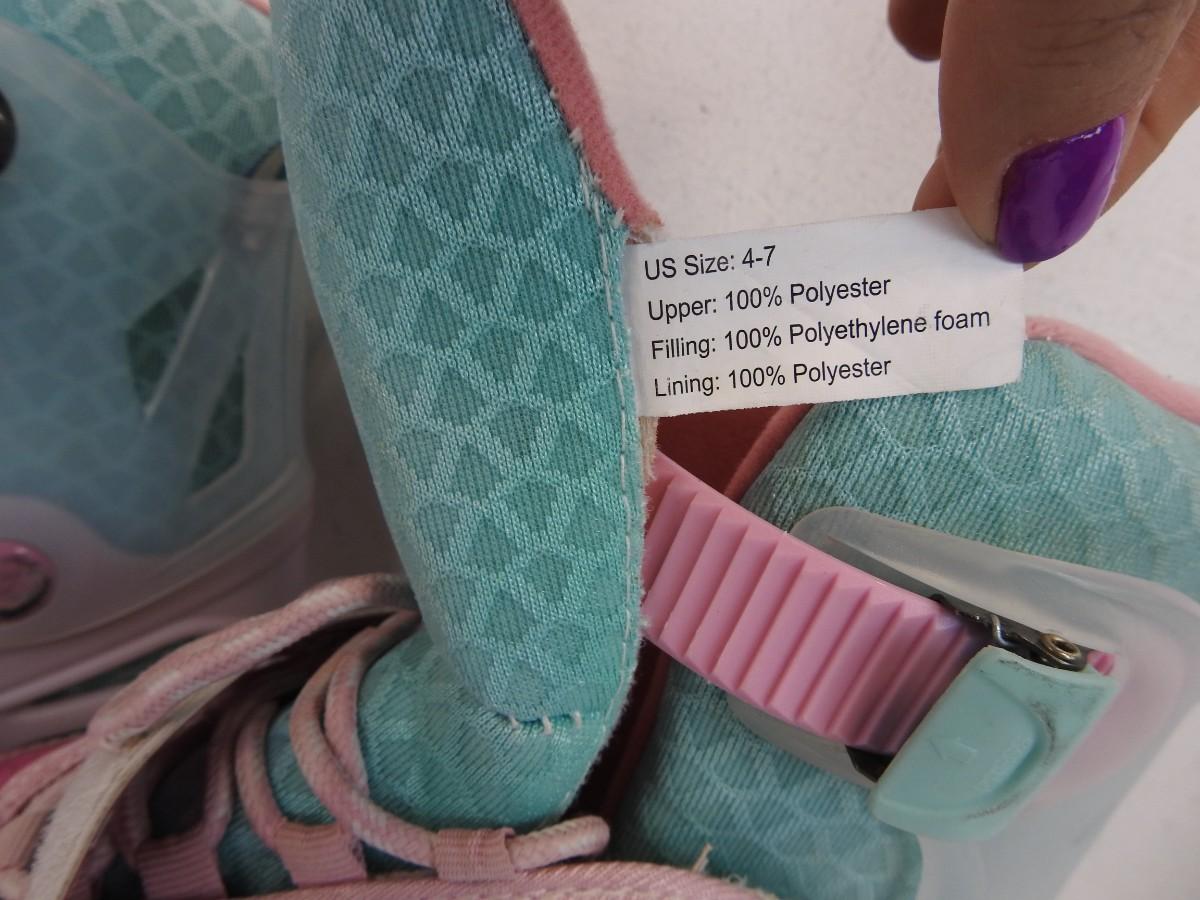 US Size: 4-7
Upper: 100% Polyester
Filling: 100% Polyethylene foam
Lining: 100% Polyester